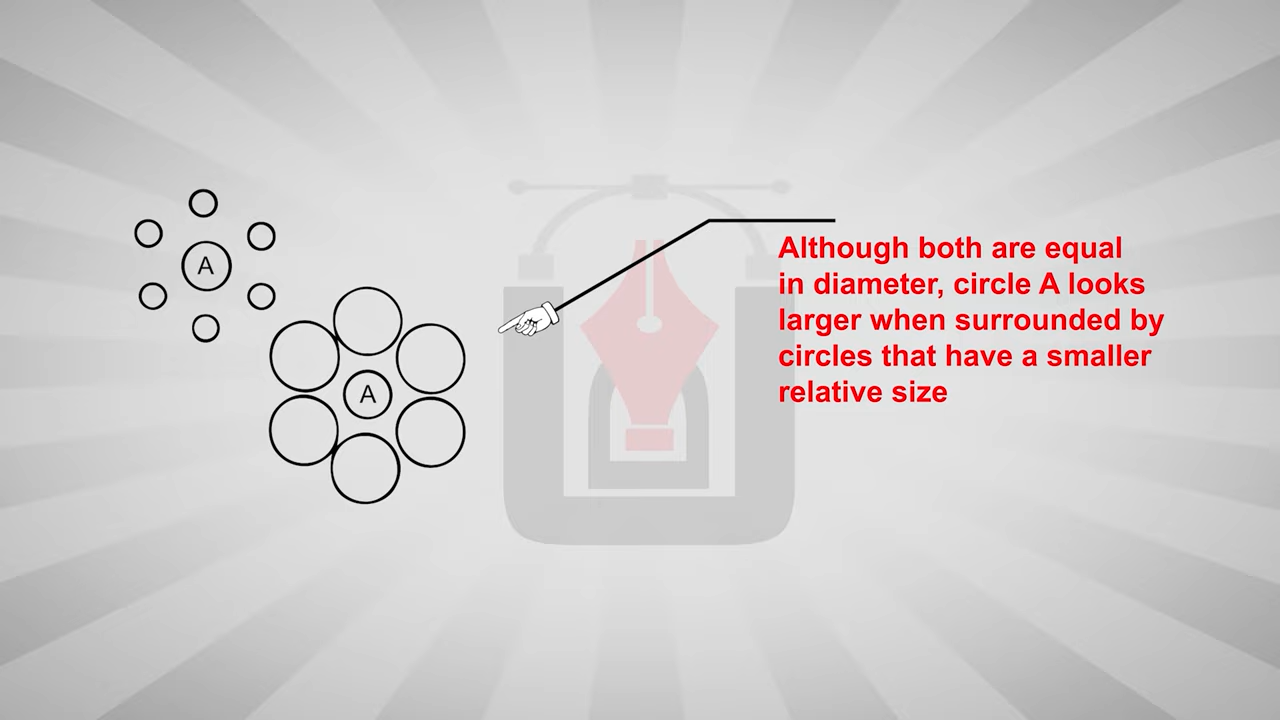 A
A
Although both are equal
in diameter, circle A looks
larger when surrounded by
circles that have a smaller
relative size